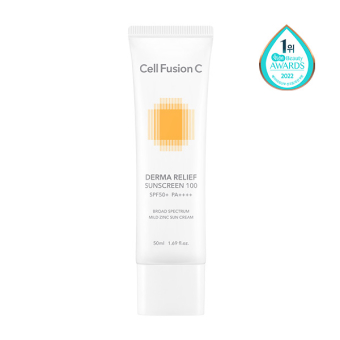 Cell Fusion C
1위
Beauty
AWARDS
2022
DERMA RELIEF
SUNSCREEN 100
SPF50+ PA++++
BROAD SPECTRUM
MILD ZINC SUN CREAM
50ml 1.69 fl.oz.